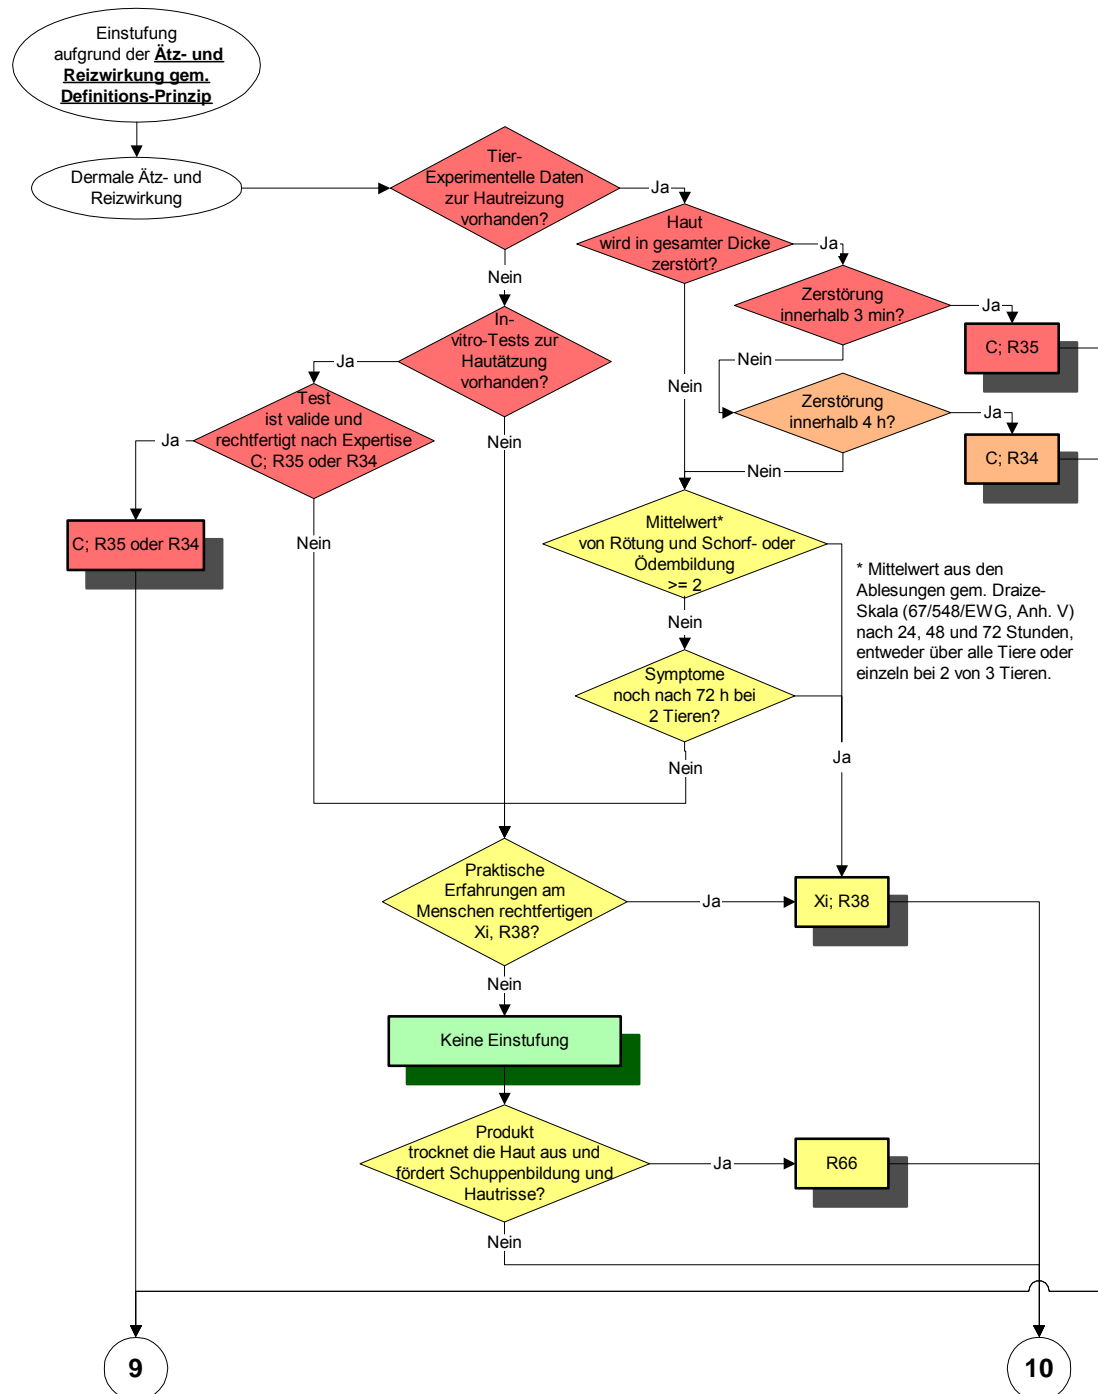 Einstufung
aufgrund der Ätz- und
Reizwirkung gem.
Definitions-Prinzip
Dermale Ätz- und
Reizwirkung
Tier-
Experimentelle Daten
zur Hautreizung
vorhanden?
Ja
Haut
wird in gesamter Dicke
zerstört?
Ja
Zerstörung
innerhalb 3 min?
Ja
C; R35
Nein
Nein
In-
vitro-Tests zur
Hautätzung
vorhanden?
Ja
Nein
Zerstörung
innerhalb 4 h?
Ja
C; R34
Test
ist valide und
rechtfertigt nach Expertise
C; R35 oder R34
Ja
Nein
Nein
C; R35 oder R34
Nein
Mittelwert*
von Rötung und Schorf- oder
Ödembildung
>= 2
* Mittelwert aus den
Ablesungen gem. Draize-
Skala (67/548/EWG, Anh. V)
nach 24, 48 und 72 Stunden,
entweder über alle Tiere oder
einzeln bei 2 von 3 Tieren.
Nein
Symptome
noch nach 72 h bei
2 Tieren?
Ja
Nein
Praktische
Erfahrungen am
Menschen rechtfertigen
Xi, R38?
Ja
Xi; R38
Nein
Keine Einstufung
Produkt
trocknet die Haut aus und
fördert Schuppenbildung und
Hautrisse?
Ja
R66
Nein
9
10